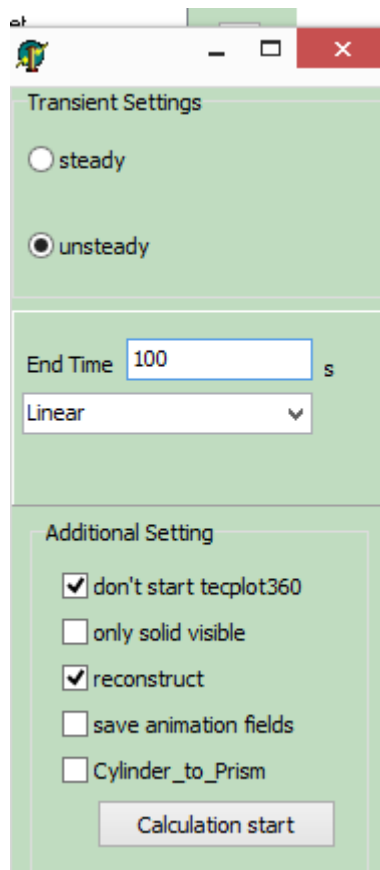 et
Transient Settings
steady
unsteady
End Time 100 s
Linear
Additional Setting
don't start tecplot360
only solid visible
reconstruct
save animation fields
Cylinder_to_Prism
Calculation start